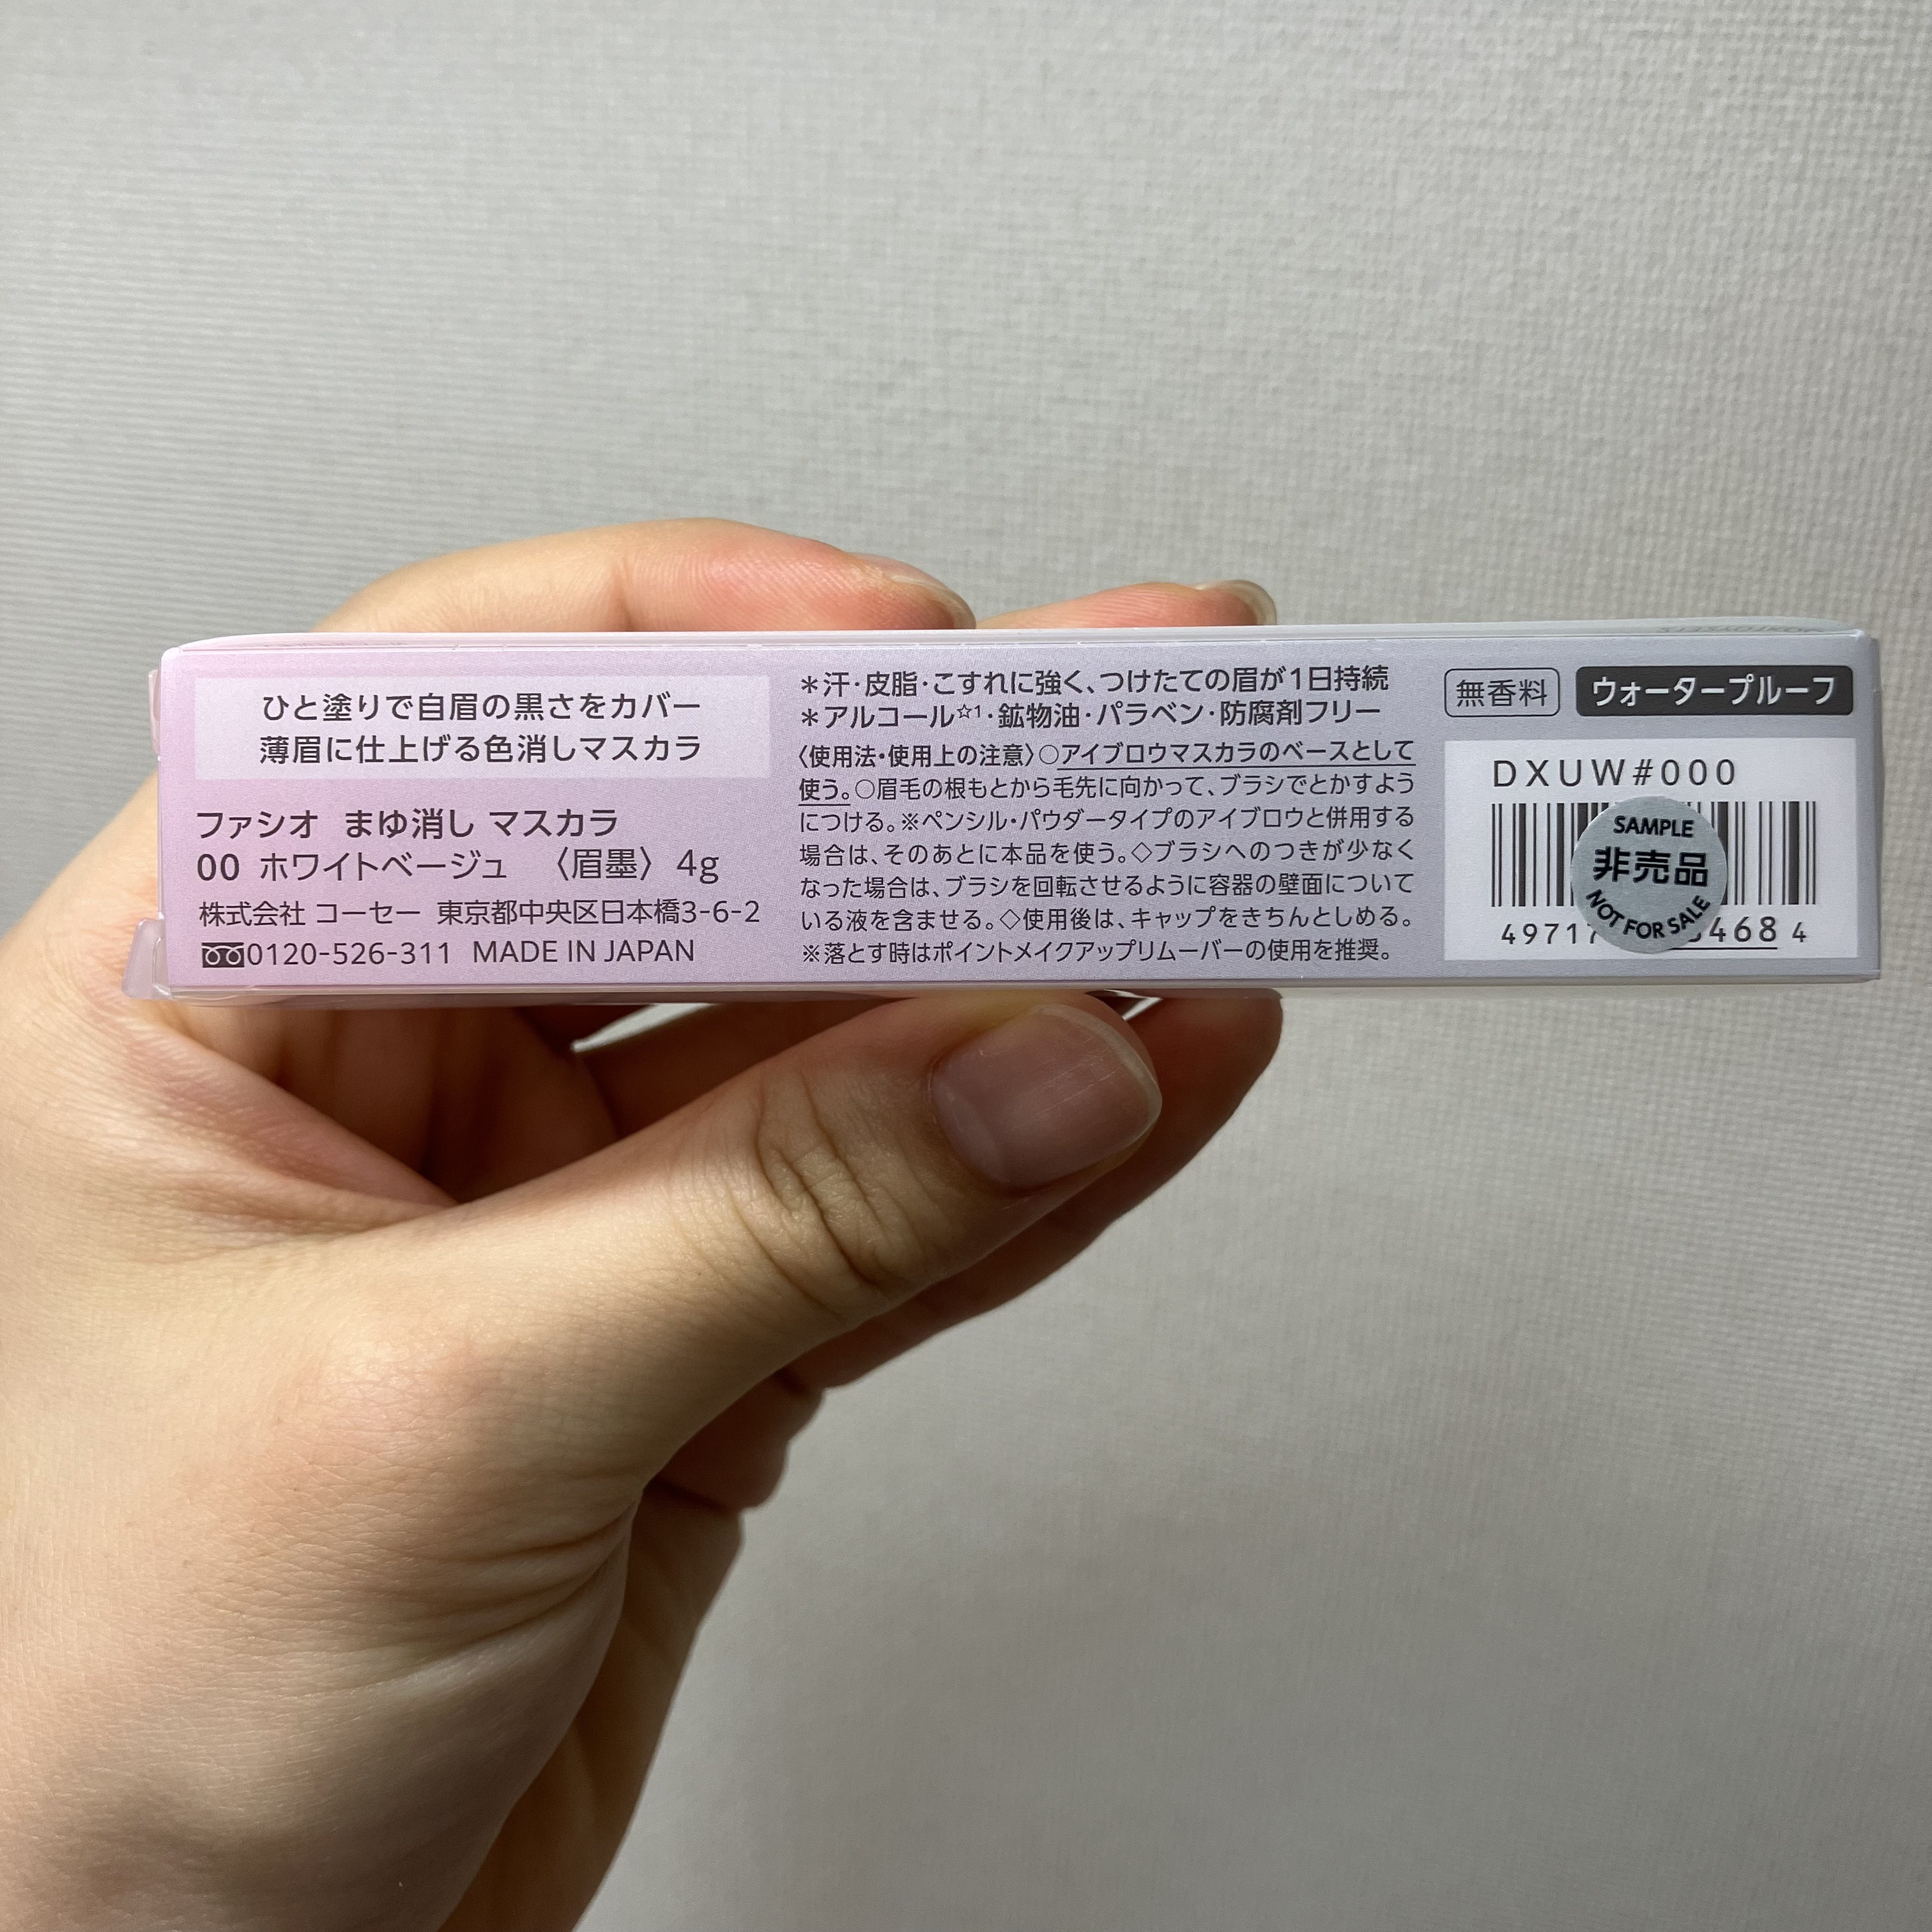 ひと塗りで自眉の黒さをカバー
薄眉に仕上げる色消しマスカラ
ファシオ まゆ消し マスカラ
00 ホワイトベージュ 〈眉墨〉 4g
株式会社 コーセー 東京都中央区日本橋3-6-2
0120-526-311 MADE IN JAPAN
＊汗・皮脂・こすれに強く、つけたての眉が1日持続
＊アルコール☆1・鉱物油・パラベン・防腐剤フリー
〈使用法・使用上の注意〉○アイブロウマスカラのベースとして
使う。○眉毛の根もとから毛先に向かって、ブラシでとかすよう
につける。※ペンシル・パウダータイプのアイブロウと併用する
場合は、そのあとに本品を使う。◇ブラシへのつきが少なく
なった場合は、ブラシを回転させるように容器の壁面について
いる液を含ませる。◇使用後は、キャップをきちんとしめる。
※落とす時はポイントメイクアップリムーバーの使用を推奨。
無香料 ウォータープルーフ
DXUW#000
SAMPLE
非売品
NOT FOR SALE
4971 468 4